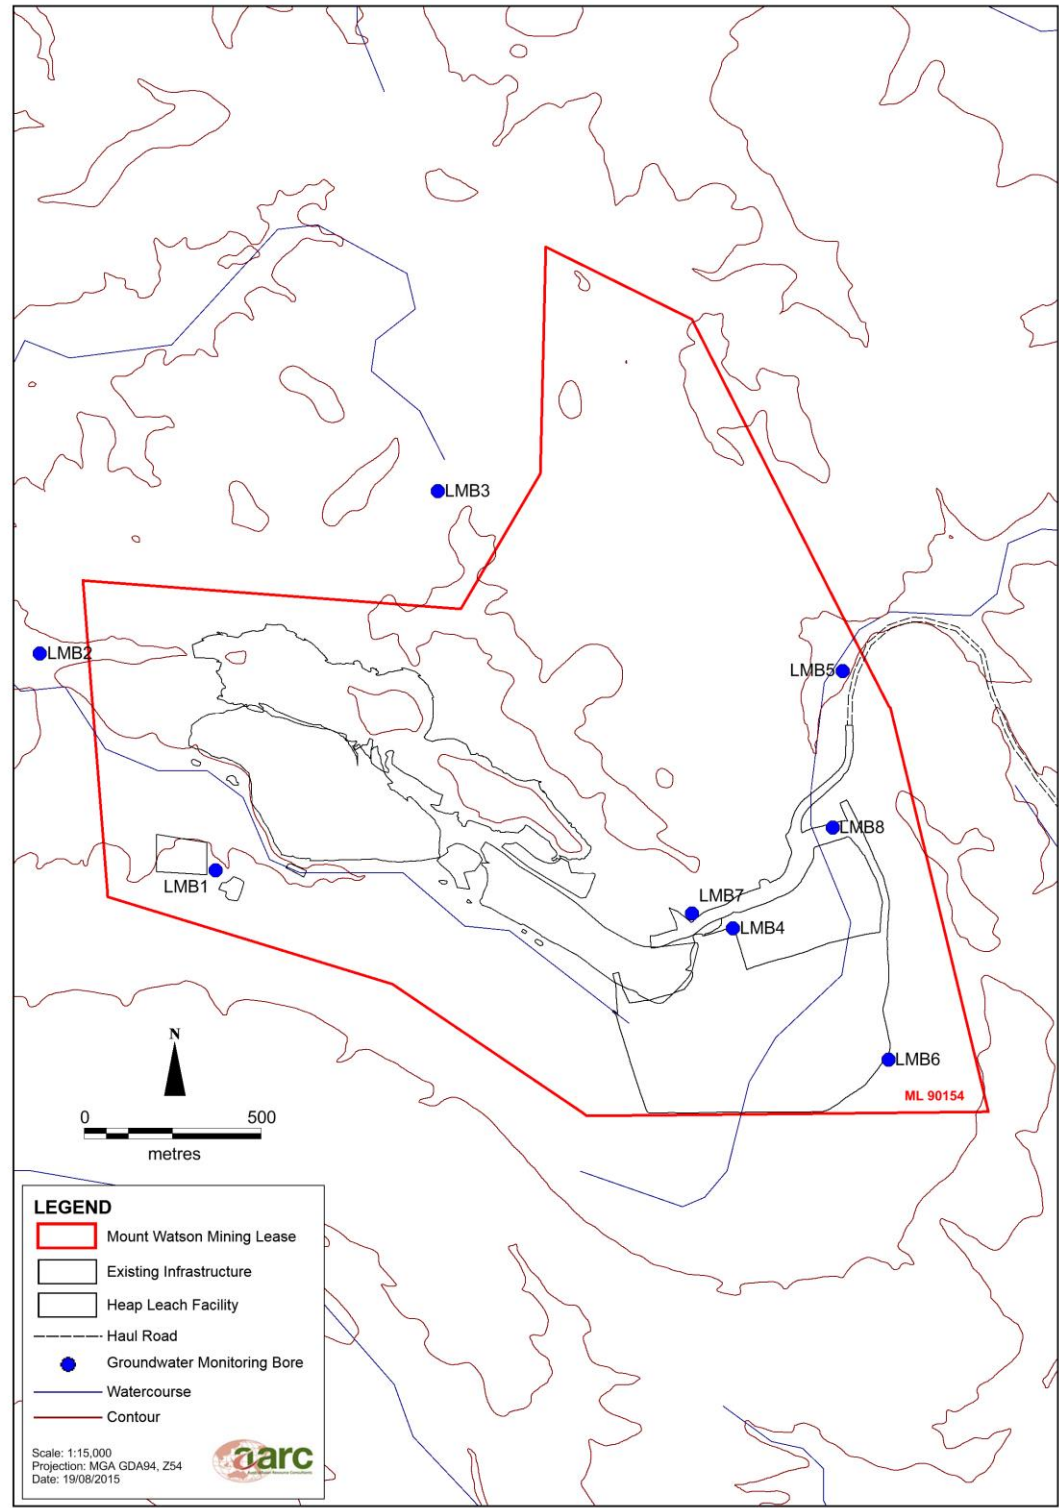 LMB3
LMB2
LMB5
LMB8
LMB1
LMB7
LMB4
LMB6
ML 90154
N
0 500
metres
LEGEND
Mount Watson Mining Lease
Existing Infrastructure
Heap Leach Facility
Haul Road
Groundwater Monitoring Bore
Watercourse
Contour
Scale: 1:15,000
Projection: MGA GDA94, Z54
Date: 19/08/2015
aarc